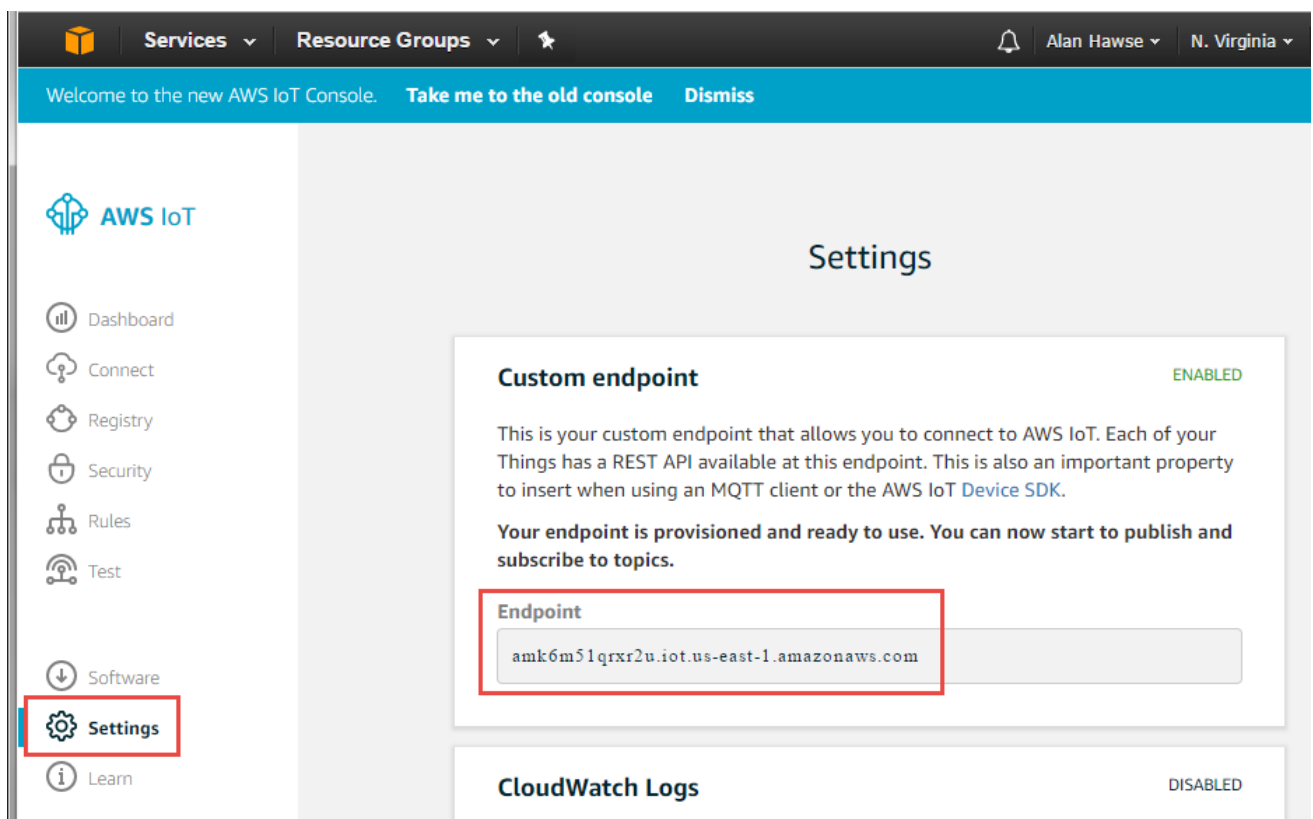 Services Resource Groups Alan Hawse N. Virginia
Welcome to the new AWS IoT Console. Take me to the old console Dismiss
AWS IoT
Dashboard
Connect
Registry
Security
Rules
Test
Software
Settings
Learn
Settings
Custom endpoint ENABLED
This is your custom endpoint that allows you to connect to AWS IoT. Each of your
Things has a REST API available at this endpoint. This is also an important property
to insert when using an MQTT client or the AWS IoT Device SDK.
Your endpoint is provisioned and ready to use. You can now start to publish and
subscribe to topics.
Endpoint
amk6m51qrxr2u.iot.us-east-1.amazonaws.com
CloudWatch Logs DISABLED